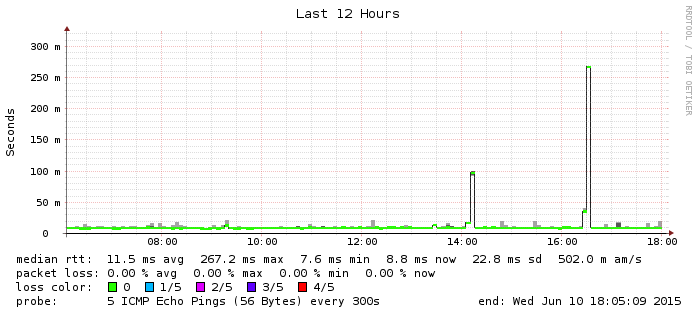 Last 12 Hours
RRDTOOL / TOBI OETIKER
Seconds
300 m
250 m
200 m
150 m
100 m
50 m
0
08:00 10:00 12:00 14:00 16:00 18:00
median rtt: 11.5 ms avg 267.2 ms max 7.6 ms min 8.8 ms now 22.8 ms sd 502.0 m am/s
packet loss: 0.00 % avg 0.00 % max 0.00 % min 0.00 % now
loss color: 0 1/5 2/5 3/5 4/5
probe: 5 ICMP Echo Pings (56 Bytes) every 300s end: Wed Jun 10 18:05:09 2015